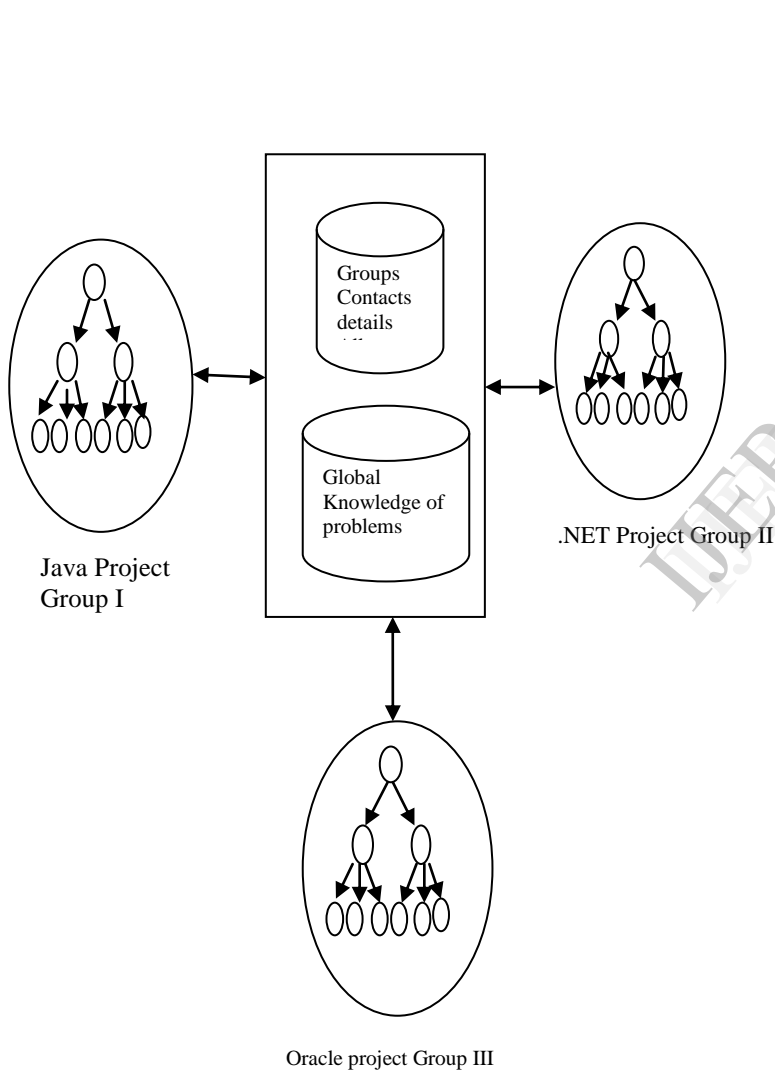 Groups
Contacts
details
Global
Knowledge of
problems
.NET Project Group II
Java Project
Group I
Oracle project Group III